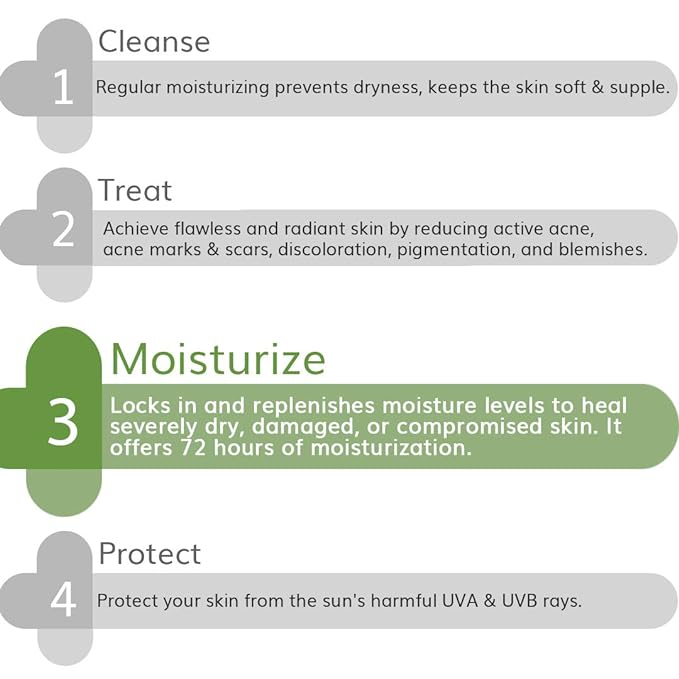 Cleanse
1
Regular moisturizing prevents dryness, keeps the skin soft & supple.
Treat
2
Achieve flawless and radiant skin by reducing active acne,
acne marks & scars, discoloration, pigmentation, and blemishes.
Moisturize
3
Locks in and replenishes moisture levels to heal
severely dry, damaged, or compromised skin. It
offers 72 hours of moisturization.
Protect
4
Protect your skin from the sun's harmful UVA & UVB rays.